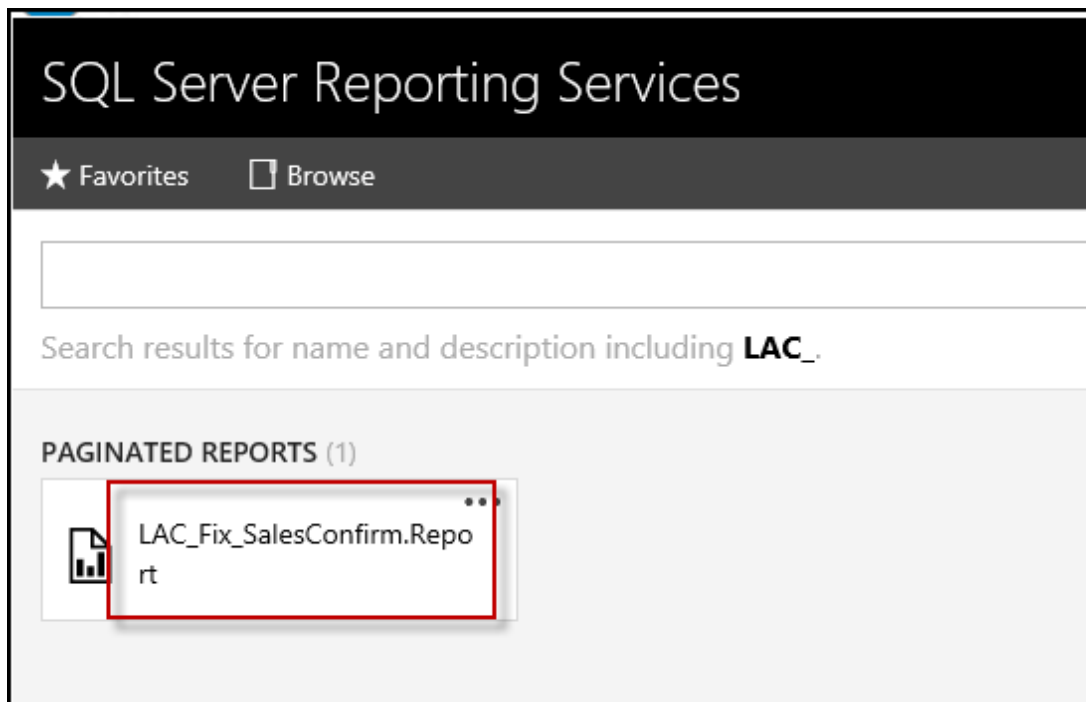 SQL Server Reporting Services
Favorites Browse
Search results for name and description including LAC_.
PAGINATED REPORTS (1)
LAC_Fix_SalesConfirm.Repo
rt